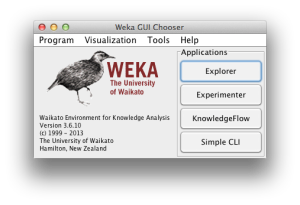 Weka GUI Chooser
Program Visualization Tools Help
WEKA
The University
of Waikato
Waikato Environment for Knowledge Analysis
Version 3.6.10
(c) 1999 - 2013
The University of Waikato
Hamilton, New Zealand
Applications
Explorer
Experimenter
KnowledgeFlow
Simple CLI